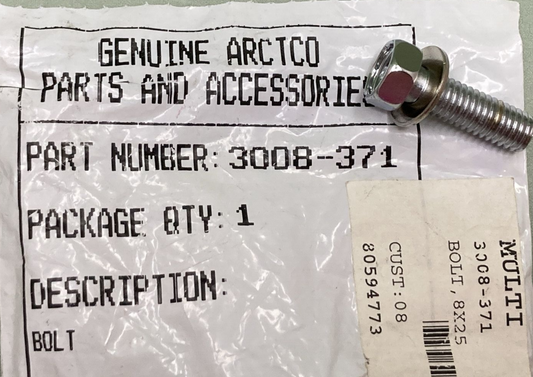 GENUINE ARCTCO
PARTS AND ACCESSORIE
PART NUMBER: 3008-371
PACKAGE QTY: 1
DESCRIPTION:
BOLT
MULTI
3008-371
BOLT, 8X25
CUST:08
80594773